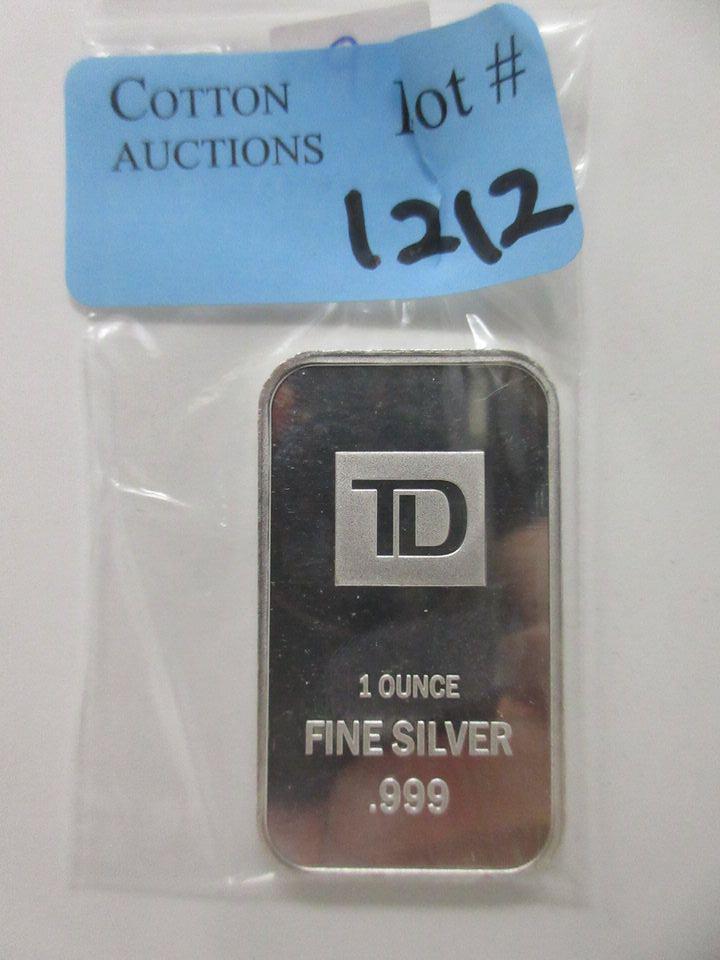 COTTON
AUCTIONS
lot #
1212
TD
1 OUNCE
FINE SILVER
.999